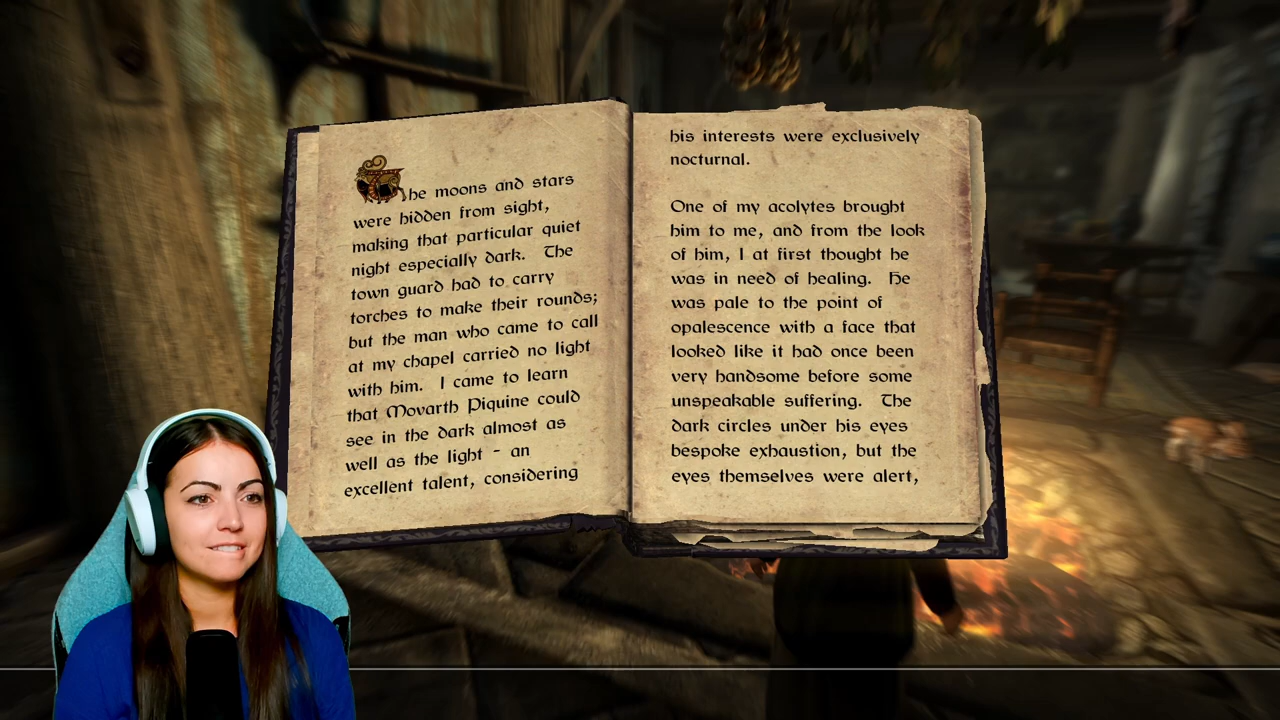 The moons and stars
were hidden from sight,
making that particular quiet
night especially dark. The
town guard had to carry
torches to make their rounds;
but the man who came to call
at my chapel carried no light
with him. I came to learn
that Movarth Piquine could
see in the dark almost as
well as the light - an
excellent talent, considering
his interests were exclusively
nocturnal.
One of my acolytes brought
him to me, and from the look
of him, I at first thought he
was in need of healing. He
was pale to the point of
opalescence with a face that
looked like it had once been
very handsome before some
unspeakable suffering. The
dark circles under his eyes
bespoke exhaustion, but the
eyes themselves were alert,